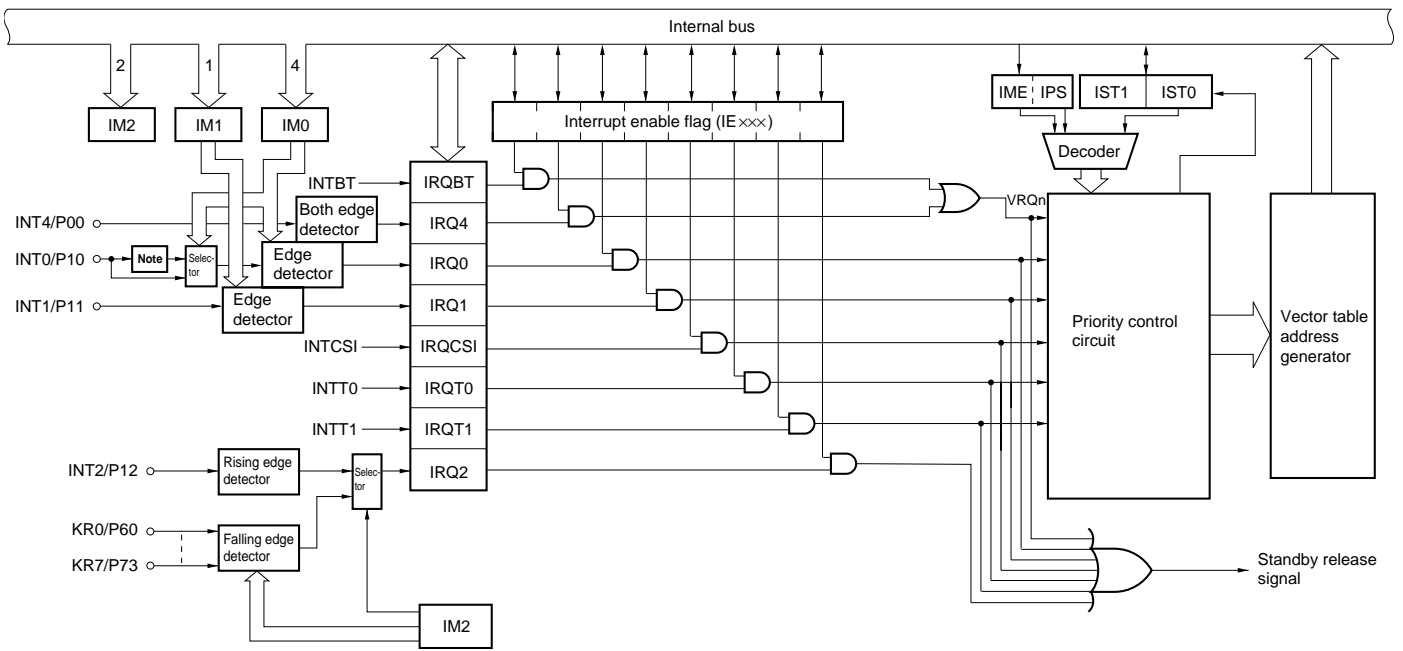 Internal bus
2
1
4
IM2
IM1
IM0
IME
IPS
IST1
IST0
Interrupt enable flag (IE×××)
Decoder
INTBT
IRQBT
VRQn
INT4/P00
Both edge
detector
IRQ4
INT0/P10
Note
Selec-
tor
Edge
detector
IRQ0
INT1/P11
Edge
detector
IRQ1
Priority control
circuit
Vector table
address
generator
INTCSI
IRQCSI
INTT0
IRQT0
INTT1
IRQT1
INT2/P12
Rising edge
detector
Selec-
tor
IRQ2
KR0/P60
Falling edge
detector
KR7/P73
Standby release
signal
IM2